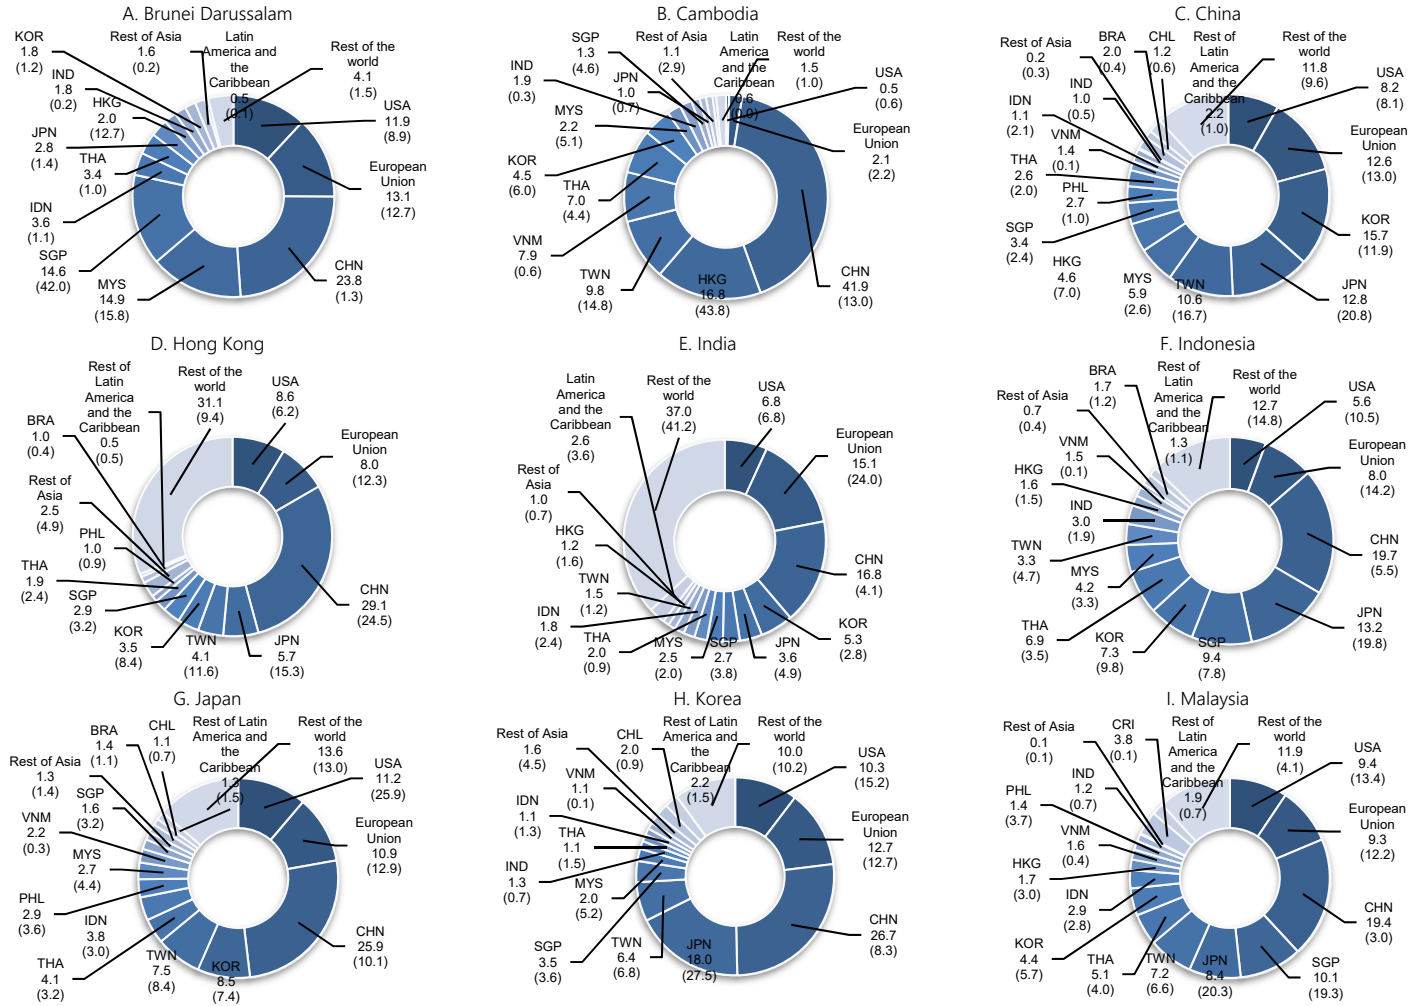 A. Brunei Darussalam
KOR
1.8
(1.2)
IND
1.8
(0.2)
HKG
2.0
(12.7)
JPN
2.8
(1.4)
THA
3.4
(1.0)
IDN
3.6
(1.1)
SGP
14.6
(42.0)
MYS
14.9
(15.8)
Rest of Asia
1.6
(0.2)
Latin
America and
the
Caribbean
0.5
(0.1)
Rest of the
world
4.1
(1.5)
USA
11.9
(8.9)
European
Union
13.1
(12.7)
CHN
23.8
(1.3)
B. Cambodia
SGP
1.3
(4.6)
IND
1.9
(0.3)
JPN
1.0
(0.7)
MYS
2.2
(5.1)
KOR
4.5
(6.0)
THA
7.0
(4.4)
VNM
7.9
(0.6)
TWN
9.8
(14.8)
HKG
16.8
(43.8)
Rest of Asia
1.1
(2.9)
Latin
America
and the
Caribbean
0.6
(0.0)
Rest of the
world
1.5
(1.0)
USA
0.5
(0.6)
European
Union
2.1
(2.2)
CHN
41.9
(13.0)
C. China
Rest of Asia
0.2
(0.3)
BRA
2.0
(0.4)
CHL
1.2
(0.6)
IND
1.0
(0.5)
IDN
1.1
(2.1)
VNM
1.4
(0.1)
THA
2.6
(2.0)
PHL
2.7
(1.0)
SGP
3.4
(2.4)
HKG
4.6
(7.0)
MYS
5.9
(2.6)
TWN
10.6
(16.7)
Rest of
Latin
America
and the
Caribbean
2.2
(1.0)
Rest of the
world
11.8
(9.6)
USA
8.2
(8.1)
European
Union
12.6
(13.0)
KOR
15.7
(11.9)
JPN
12.8
(20.8)
D. Hong Kong
Rest of
Latin
America
and the
Caribbean
0.5
(0.5)
BRA
1.0
(0.4)
Rest of
Asia
2.5
(4.9)
PHL
1.0
(0.9)
THA
1.9
(2.4)
SGP
2.9
(3.2)
KOR
3.5
(8.4)
TWN
4.1
(11.6)
Rest of the
world
31.1
(9.4)
USA
8.6
(6.2)
European
Union
8.0
(12.3)
CHN
29.1
(24.5)
JPN
5.7
(15.3)
E. India
Latin
America
and the
Caribbean
2.6
(3.6)
Rest of
Asia
1.0
(0.7)
HKG
1.2
(1.6)
TWN
1.5
(1.2)
IDN
1.8
(2.4)
THA
2.0
(0.9)
MYS
2.5
(2.0)
SGP
2.7
(3.8)
Rest of the
world
37.0
(41.2)
USA
6.8
(6.8)
European
Union
15.1
(24.0)
CHN
16.8
(4.1)
KOR
5.3
(2.8)
JPN
3.6
(4.9)
F. Indonesia
BRA
1.7
(1.2)
Rest of Asia
0.7
(0.4)
VNM
1.5
(0.1)
HKG
1.6
(1.5)
IND
3.0
(1.9)
TWN
3.3
(4.7)
MYS
4.2
(3.3)
THA
6.9
(3.5)
KOR
7.3
(9.8)
SGP
9.4
(7.8)
Rest of
Latin
America
and the
Caribbean
1.3
(1.1)
Rest of the
world
12.7
(14.8)
USA
5.6
(10.5)
European
Union
8.0
(14.2)
CHN
19.7
(5.5)
JPN
13.2
(19.8)
G. Japan
BRA
1.4
(1.1)
CHL
1.1
(0.7)
Rest of Asia
1.3
(1.4)
SGP
1.6
(3.2)
VNM
2.2
(0.3)
MYS
2.7
(4.4)
PHL
2.9
(3.6)
IDN
3.8
(3.0)
THA
4.1
(3.2)
TWN
7.5
(8.4)
KOR
8.5
(7.4)
Rest of Latin
America and
the
Caribbean
1.3
(1.5)
Rest of the
world
13.6
(13.0)
USA
11.2
(25.9)
European
Union
10.9
(12.9)
CHN
25.9
(10.1)
H. Korea
Rest of Asia
1.6
(4.5)
CHL
2.0
(0.9)
VNM
1.1
(0.1)
IDN
1.1
(1.3)
THA
1.1
(1.5)
IND
1.3
(0.7)
MYS
2.0
(5.2)
SGP
3.5
(3.6)
TWN
6.4
(6.8)
JPN
18.0
(27.5)
Rest of Latin
America and
the
Caribbean
2.2
(1.5)
Rest of the
world
10.0
(10.2)
USA
10.3
(15.2)
European
Union
12.7
(12.7)
CHN
26.7
(8.3)
I. Malaysia
Rest of Asia
0.1
(0.1)
CRI
3.8
(0.1)
IND
1.2
(0.7)
PHL
1.4
(3.7)
VNM
1.6
(0.4)
HKG
1.7
(3.0)
IDN
2.9
(2.8)
KOR
4.4
(5.7)
THA
5.1
(4.0)
TWN
7.2
(6.6)
JPN
8.4
(20.3)
Rest of
Latin
America
and the
Caribbean
1.9
(0.7)
Rest of the
world
11.9
(4.1)
USA
9.4
(13.4)
European
Union
9.3
(12.2)
CHN
19.4
(3.0)
SGP
10.1
(19.3)